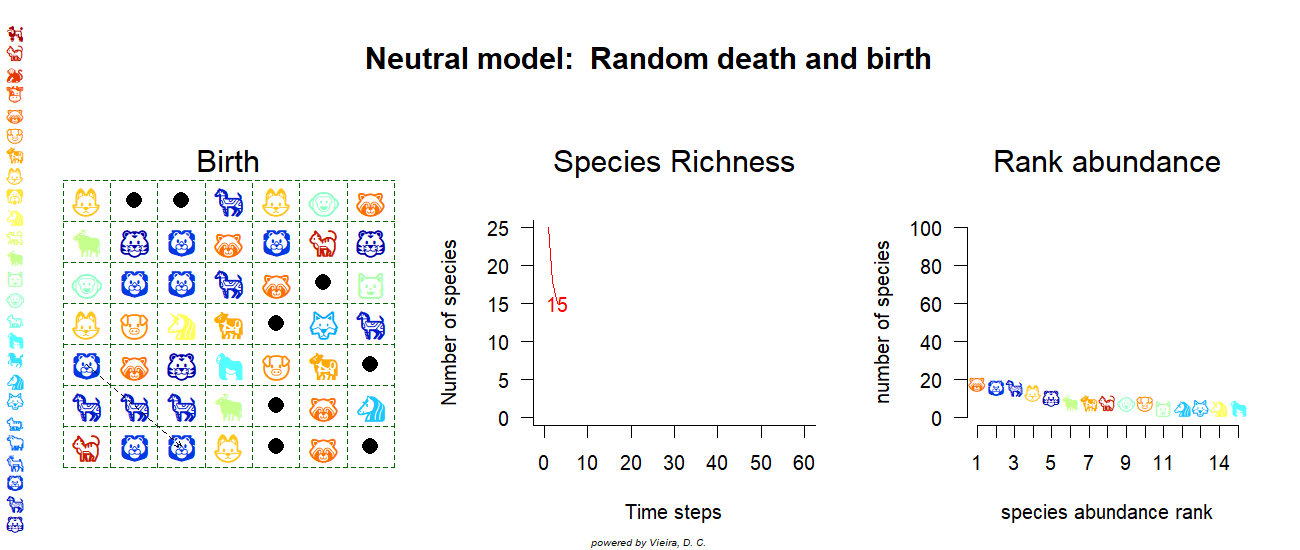 Neutral model:  Random death and birth
Birth
Species Richness
Rank abundance
Number of species
25
20
15
10
5
0
15
0 10 20 30 40 50 60
Time steps
number of species
100
80
60
40
20
0
1 3 5 7 9 11 14
species abundance rank
powered by Vieira, D. C.